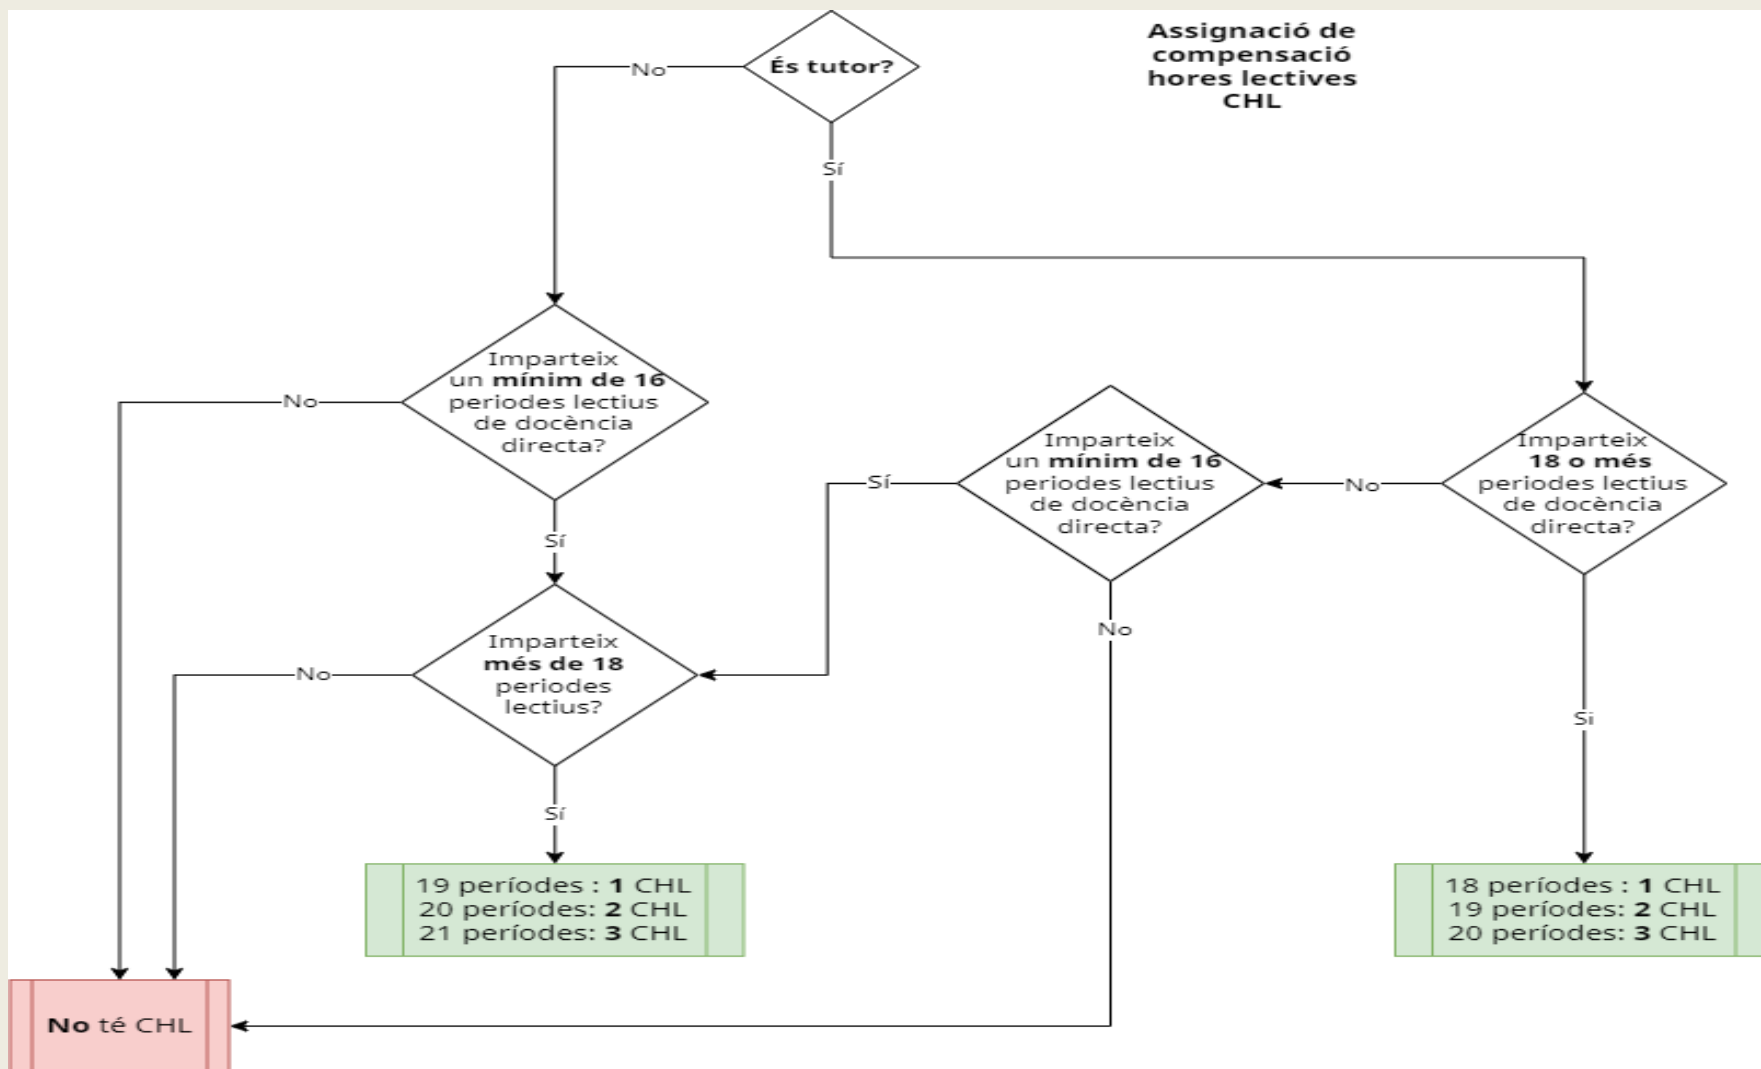 Assignació de
compensació
hores lectives
CHL
És tutor?
No
Sí
Imparteix
un mínim de 16
periodes lectius
de docència
directa?
No
Sí
Imparteix
un mínim de 16
periodes lectius
de docència
directa?
Sí
No
Imparteix
18 o més
periodes lectius
de docència
directa?
No
Si
Imparteix
més de 18
periodes
lectius?
No
Sí
19 períodes : 1 CHL
20 períodes: 2 CHL
21 períodes: 3 CHL
18 períodes : 1 CHL
19 períodes: 2 CHL
20 períodes: 3 CHL
No té CHL